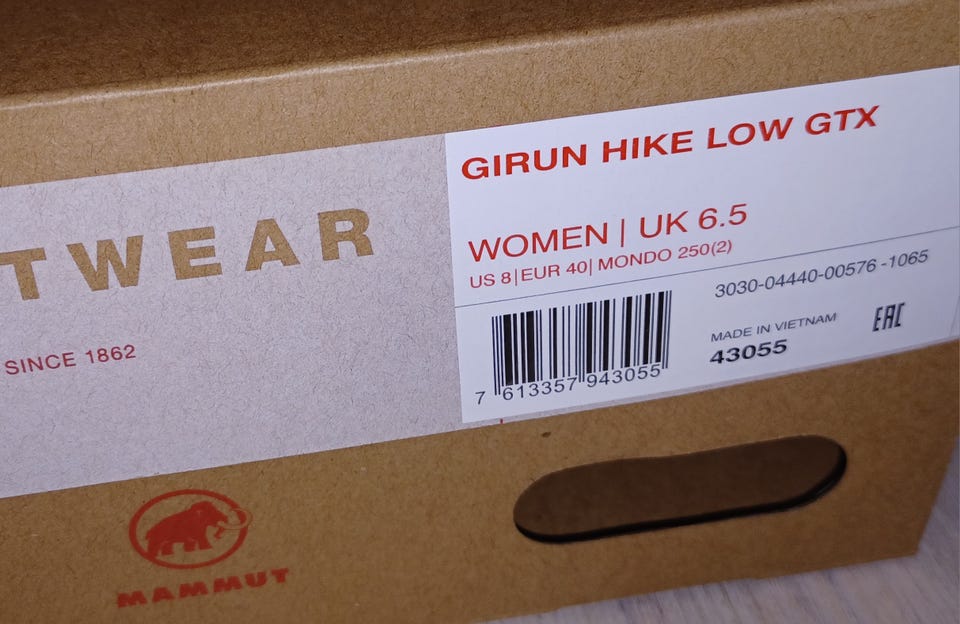 TWEAR
SINCE 1862
GIRUN HIKE LOW GTX
WOMEN | UK 6.5
US 8|EUR 40| MONDO 250(2)
3030-04440-00576 -1065
MADE IN VIETNAM
43055
EAC
7 613357 943055
MAMMUT